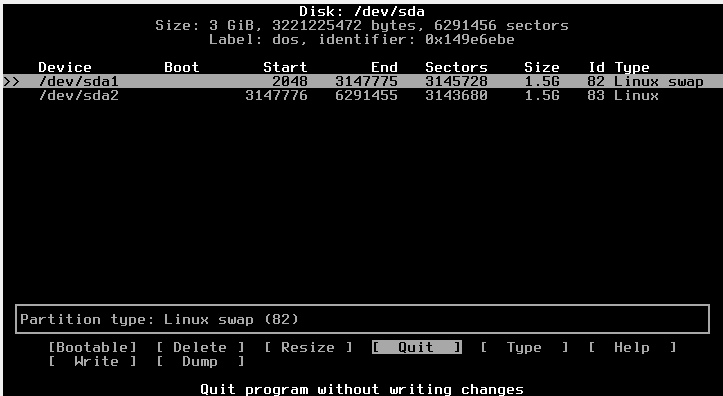 Disk: /dev/sda
Size: 3 GiB, 3221225472 bytes, 6291456 sectors
Label: dos, identifier: 0x149e6ebe
Device Boot Start End Sectors Size Id Type
>> /dev/sda1 2048 3147775 3145728 1.5G 82 Linux swap
/dev/sda2 3147776 6291455 3143680 1.5G 83 Linux
Partition type: Linux swap (82)
[Bootable] [ Delete ] [ Resize ] [ Quit ] [ Type ] [ Help ]
[ Write ] [ Dump ]
Quit program without writing changes